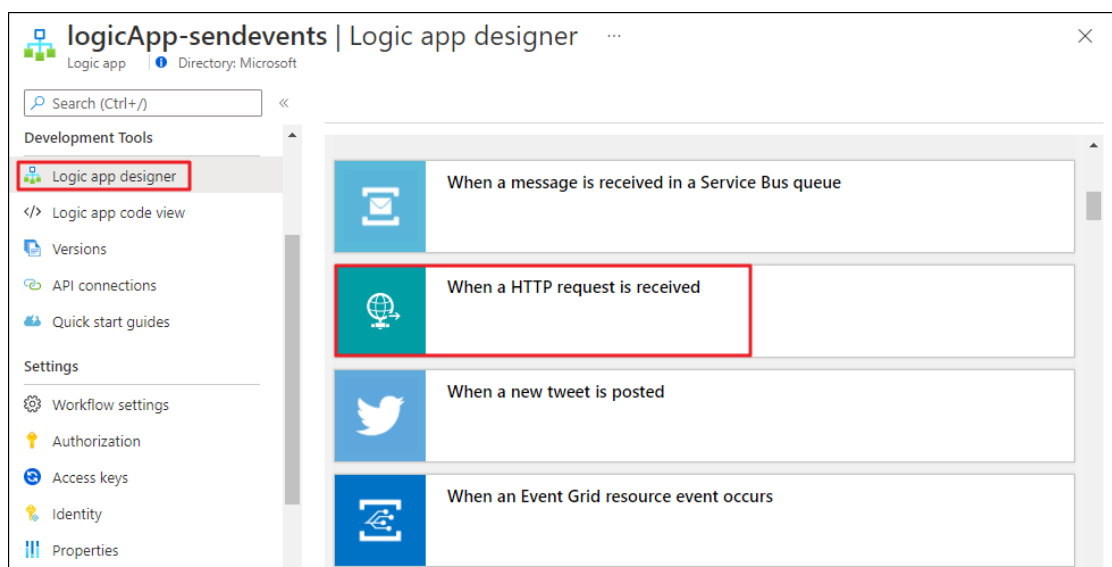 logicApp-sendevents | Logic app designer ...
Logic app Directory: Microsoft
Search (Ctrl+/) «
Development Tools
Logic app designer
</> Logic app code view
Versions
API connections
Quick start guides
Settings
Workflow settings
Authorization
Access keys
Identity
Properties
When a message is received in a Service Bus queue
When a HTTP request is received
When a new tweet is posted
When an Event Grid resource event occurs